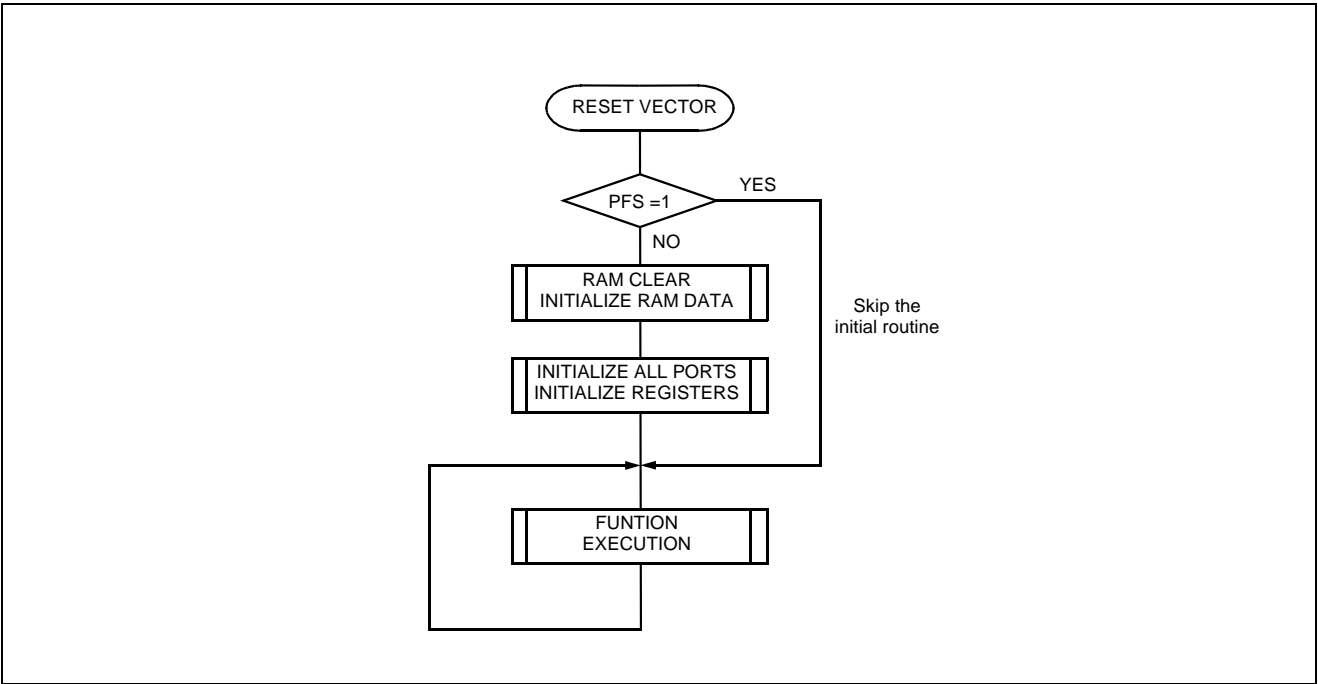 RESET VECTOR
PFS =1
YES
NO
RAM CLEAR
INITIALIZE RAM DATA
Skip the
initial routine
INITIALIZE ALL PORTS
INITIALIZE REGISTERS
FUNTION
EXECUTION